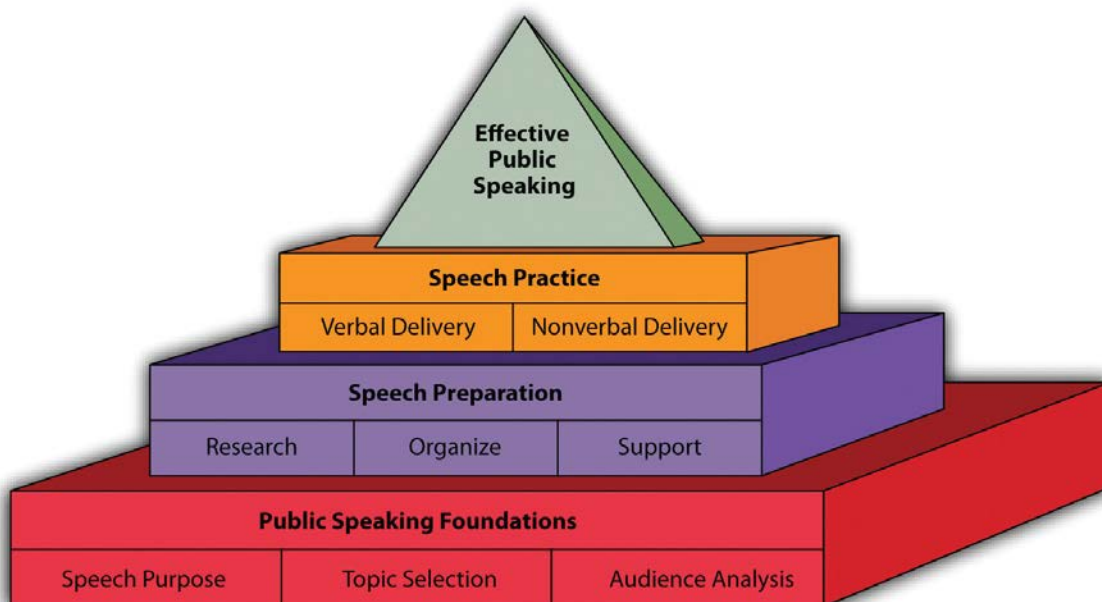 Effective
Public
Speaking
Speech Practice
Verbal Delivery
Nonverbal Delivery
Speech Preparation
Research
Organize
Support
Public Speaking Foundations
Speech Purpose
Topic Selection
Audience Analysis